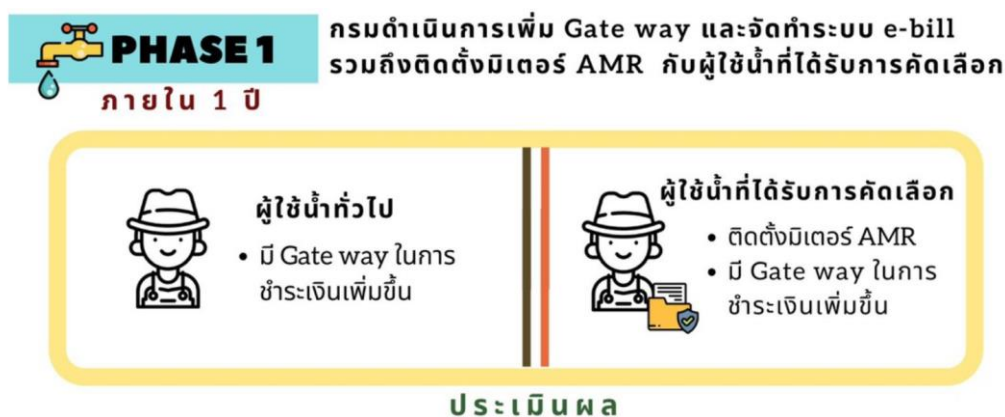 PHASE 1
ภายใน 1 ปี
กรมดำเนินการเพิ่ม Gate way และจัดทำระบบ e-bill
รวมถึงติดตั้งมิเตอร์ AMR กับผู้ใช้น้ำที่ได้รับการคัดเลือก
ผู้ใช้น้ำทั่วไป
• มี Gate way ในการ
ชำระเงินเพิ่มขึ้น
ผู้ใช้น้ำที่ได้รับการคัดเลือก
• ติดตั้งมิเตอร์ AMR
• มี Gate way ในการ
ชำระเงินเพิ่มขึ้น
ประเมินผล